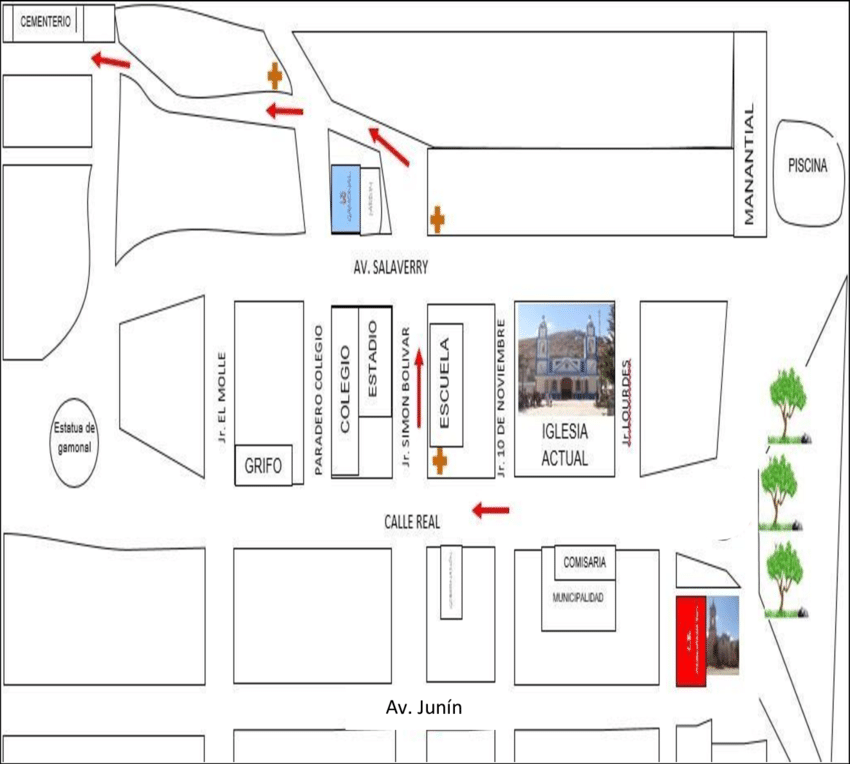 CEMENTERIO
MANANTIAL
PISCINA
GAMONAL
AV. SALAVERRY
Jr. EL MOLLE
PARADERO COLEGIO
COLEGIO
ESTADIO
Jr. SIMON BOLIVAR
ESCUELA
Jr. 10 DE NOVIEMBRE
IGLESIA
ACTUAL
Jr. LOURDES
Estatua de
gamonal
GRIFO
CALLE REAL
COMISARIA
MUNICIPALIDAD
Av. Junín